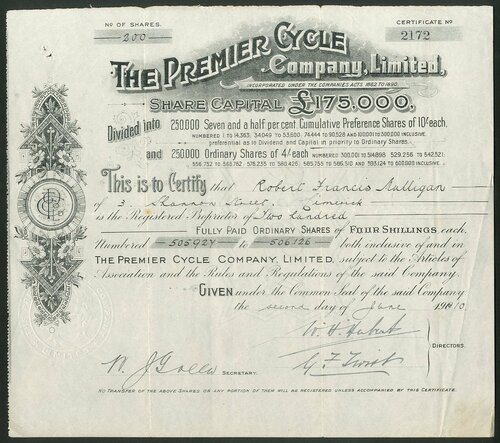 No OF SHARES.
200
CERTIFICATE No
2172
THE PREMIER CYCLE
Company, Limited,
INCORPORATED UNDER THE COMPANIES ACTS 1862 TO 1890.
SHARE CAPITAL £175,000,
Divided into 250,000 Seven and a half per cent. Cumulative Preference Shares of 10/- each,
preferential as to Dividend and Capital in priority to Ordinary Shares.
and 250,000 Ordinary Shares of 4/- each
This is to Certify that Robert Francis Mulligan
of 3. Shannon Street, Limerick
is the Registered Proprietor of Two Hundred
FULLY PAID ORDINARY SHARES of FOUR SHILLINGS each,
Numbered 505927 to 506126 both inclusive of and in
THE PREMIER CYCLE COMPANY, LIMITED, subject to the Articles of
Association and the Rules and Regulations of the said Company.
GIVEN under the Common Seal of the said Company
the second day of June 1910.
DIRECTORS.
SECRETARY.
NO TRANSFER OF THE ABOVE SHARES OR ANY PORTION OF THEM WILL BE REGISTERED UNLESS ACCOMPANIED BY THIS CERTIFICATE.